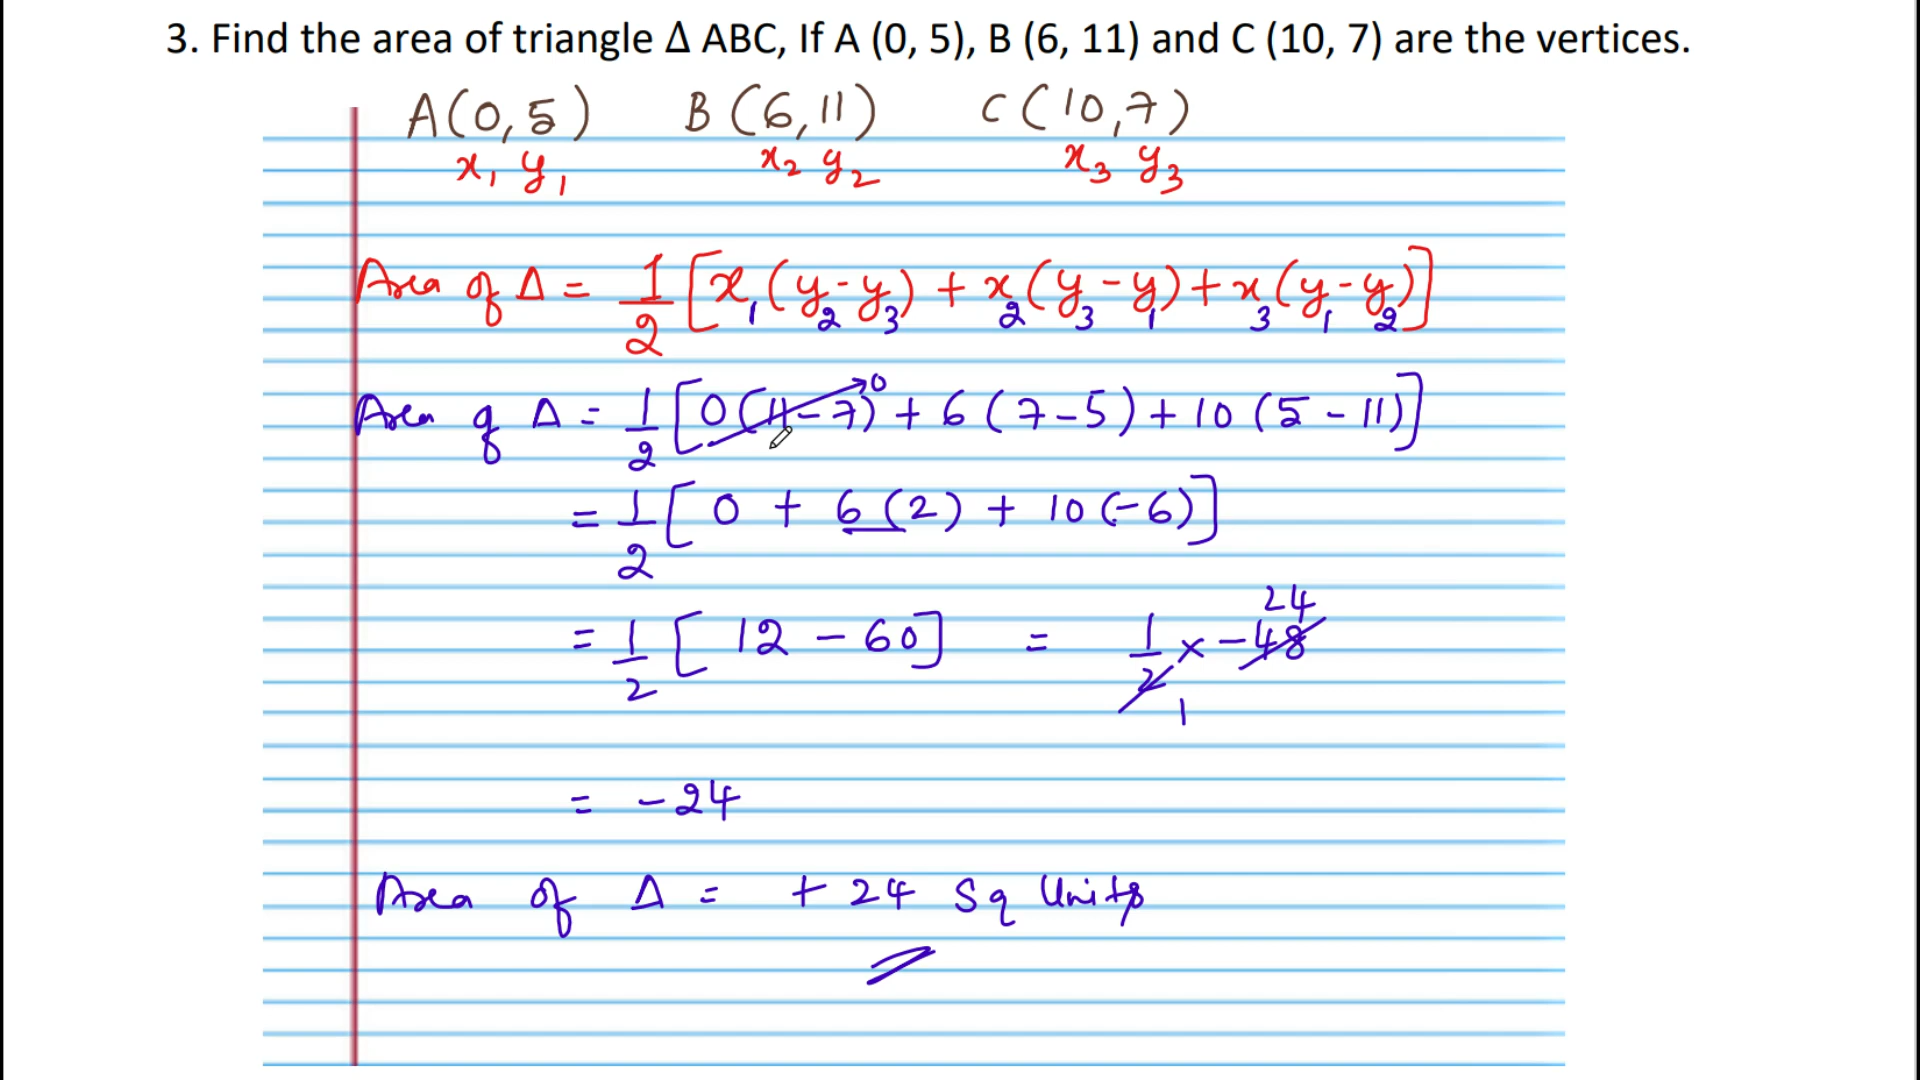 3. Find the area of triangle Δ ABC, If A (0, 5), B (6, 11) and C (10, 7) are the vertices.
A(0,5) B(6,11) C(10,7)
x₁ y₁ x₂ y₂ x₃ y₃
Area of Δ = 1/2 [x₁(y₂-y₃) + x₂(y₃-y₁) + x₃(y₁-y₂)]
Area of Δ = 1/2 [0(11-7)→0 + 6(7-5) + 10(5-11)]
= 1/2 [0 + 6(2) + 10(-6)]
= 1/2 [12 - 60] = 1/2 x -48 24 1
= -24
Area of Δ = + 24 Sq Units